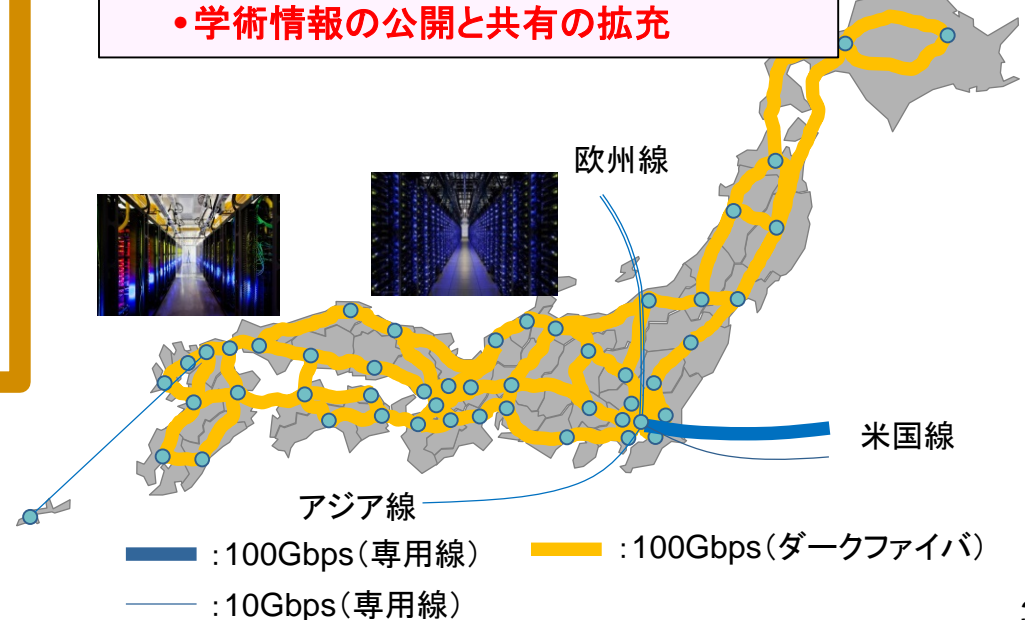 •学術情報の公開と共有の拡充
欧州線
米国線
アジア線
:100Gbps(専用線)
:100Gbps(ダークファイバ)
:10Gbps(専用線)